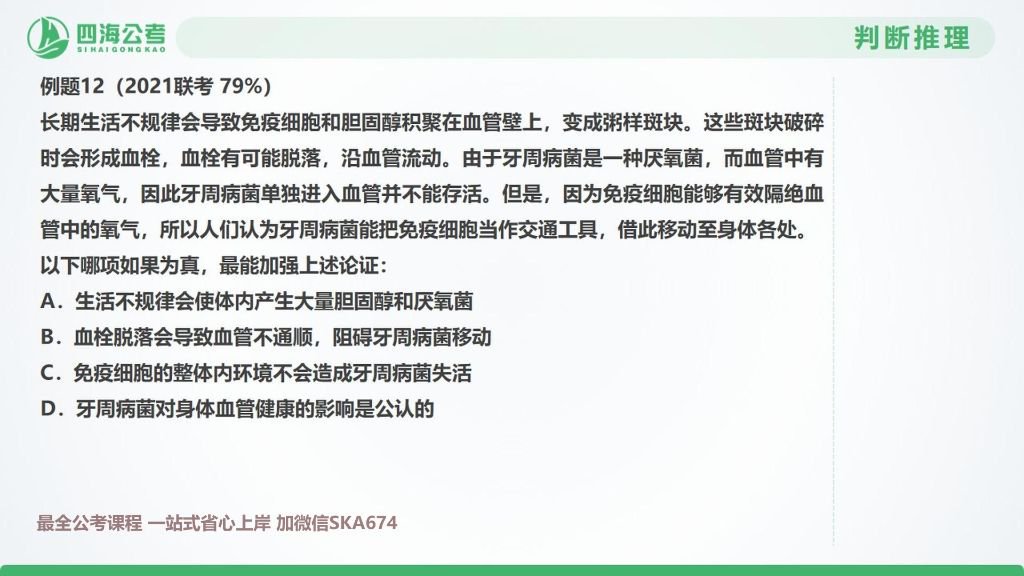 四海公考
SIHAIGONGKAO
判断推理
例题12（2021联考 79%）
长期生活不规律会导致免疫细胞和胆固醇积聚在血管壁上，变成粥样斑块。这些斑块破碎
时会形成血栓，血栓有可能脱落，沿血管流动。由于牙周病菌是一种厌氧菌，而血管中有
大量氧气，因此牙周病菌单独进入血管并不能存活。但是，因为免疫细胞能够有效隔绝血
管中的氧气，所以人们认为牙周病菌能把免疫细胞当作交通工具，借此移动至身体各处。
以下哪项如果为真，最能加强上述论证：
A．生活不规律会使体内产生大量胆固醇和厌氧菌
B．血栓脱落会导致血管不通顺，阻碍牙周病菌移动
C．免疫细胞的整体内环境不会造成牙周病菌失活
D．牙周病菌对身体血管健康的影响是公认的
最全公考课程 一站式省心上岸 加微信SKA674